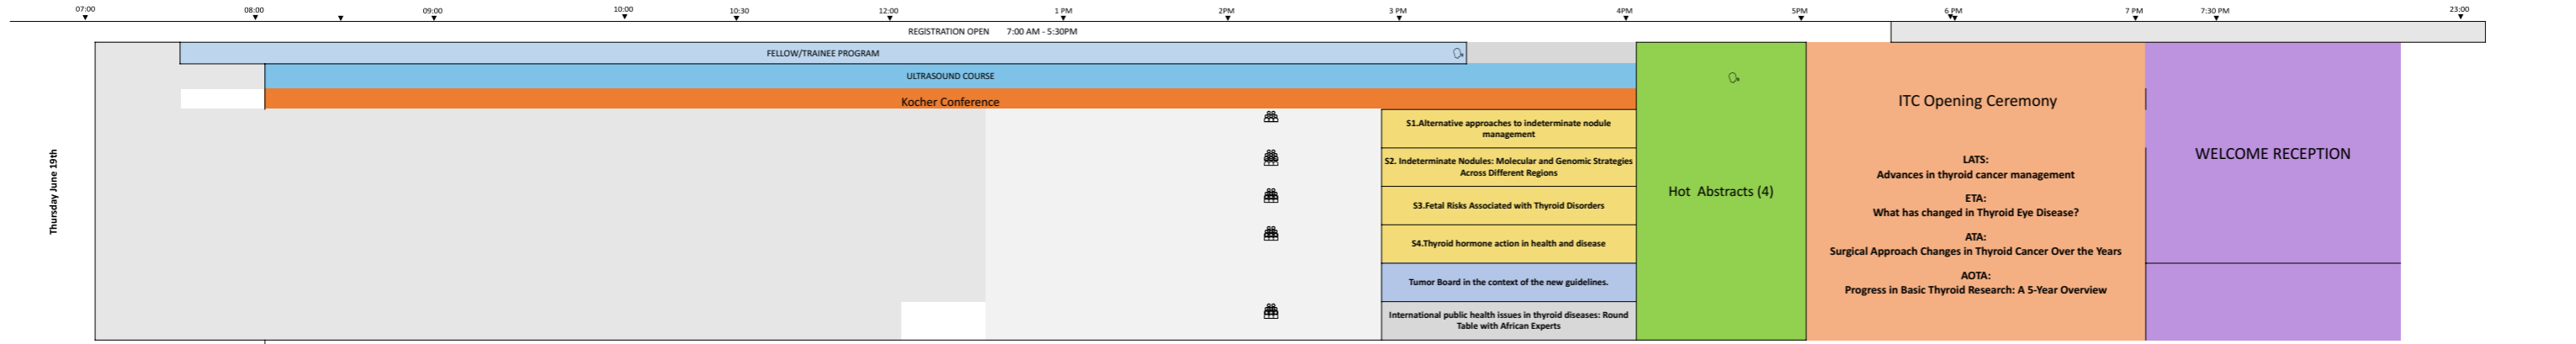 07:00 08:00 09:00 10:00 10:30 12:00 1 PM 2PM 3 PM 4PM 5PM 6 PM 7 PM 7:30 PM 23:00
REGISTRATION OPEN 7:00 AM - 5:30PM
FELLOW/TRAINEE PROGRAM
ULTRASOUND COURSE
Kocher Conference
Thursday June 19th
S1.Alternative approaches to indeterminate nodule
management
S2. Indeterminate Nodules: Molecular and Genomic Strategies
Across Different Regions
S3.Fetal Risks Associated with Thyroid Disorders
S4.Thyroid hormone action in health and disease
Tumor Board in the context of the new guidelines.
International public health issues in thyroid diseases: Round
Table with African Experts
Hot Abstracts (4)
ITC Opening Ceremony
LATS:
Advances in thyroid cancer management
ETA:
What has changed in Thyroid Eye Disease?
ATA:
Surgical Approach Changes in Thyroid Cancer Over the Years
AOTA:
Progress in Basic Thyroid Research: A 5-Year Overview
WELCOME RECEPTION